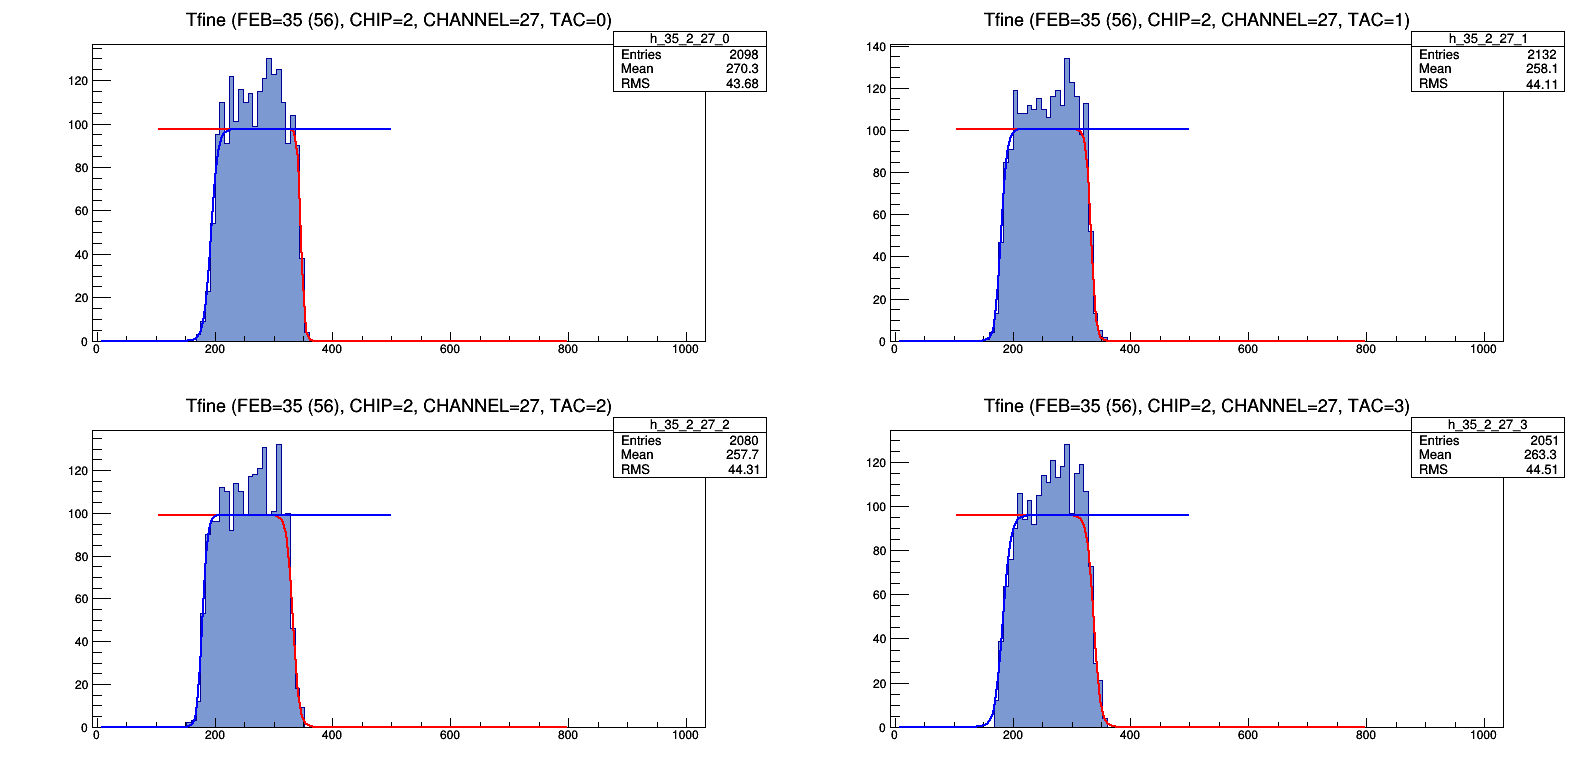 Tfine (FEB=35 (56), CHIP=2, CHANNEL=27, TAC=0)
h_35_2_27_0
Entries 2098
Mean 270.3
RMS 43.68
120
100
80
60
40
20
0
0 200 400 600 800 1000
Tfine (FEB=35 (56), CHIP=2, CHANNEL=27, TAC=1)
h_35_2_27_1
Entries 2132
Mean 258.1
RMS 44.11
140
120
100
80
60
40
20
0
0 200 400 600 800 1000
Tfine (FEB=35 (56), CHIP=2, CHANNEL=27, TAC=2)
h_35_2_27_2
Entries 2080
Mean 257.7
RMS 44.31
120
100
80
60
40
20
0
0 200 400 600 800 1000
Tfine (FEB=35 (56), CHIP=2, CHANNEL=27, TAC=3)
h_35_2_27_3
Entries 2051
Mean 263.3
RMS 44.51
120
100
80
60
40
20
0
0 200 400 600 800 1000